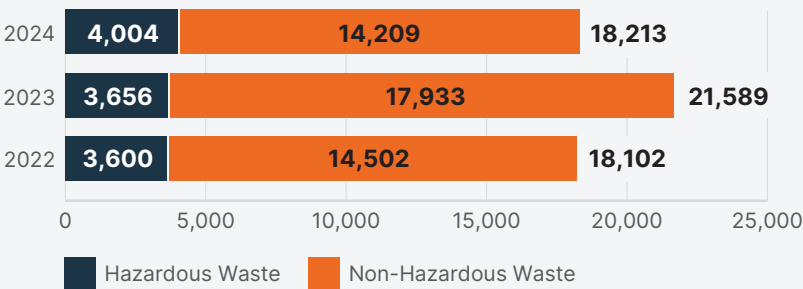 2024 4,004 14,209 18,213
2023 3,656 17,933 21,589
2022 3,600 14,502 18,102
0 5,000 10,000 15,000 20,000 25,000
Hazardous Waste Non-Hazardous Waste